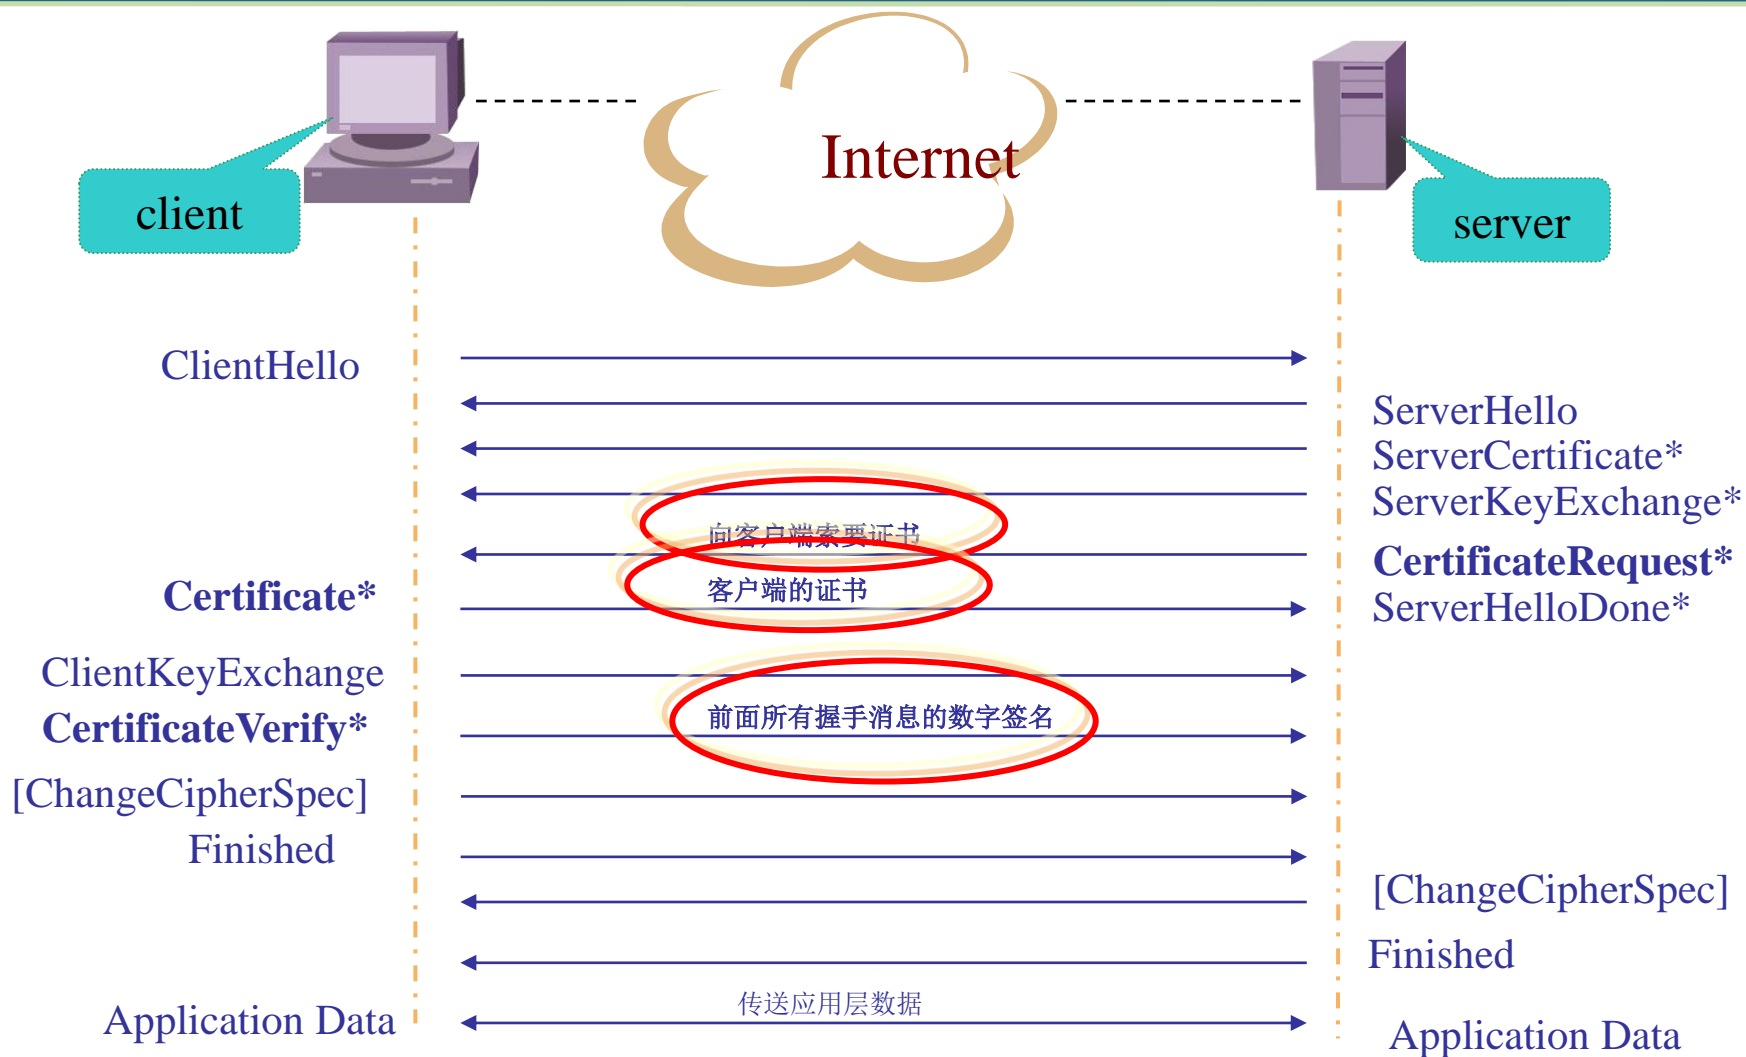 Internet
client
server
ClientHello
ServerHello
ServerCertificate*
ServerKeyExchange*
向客户端索要证书
CertificateRequest*
客户端的证书
Certificate*
ServerHelloDone*
ClientKeyExchange
前面所有握手消息的数字签名
CertificateVerify*
[ChangeCipherSpec]
Finished
[ChangeCipherSpec]
Finished
传送应用层数据
Application Data
Application Data